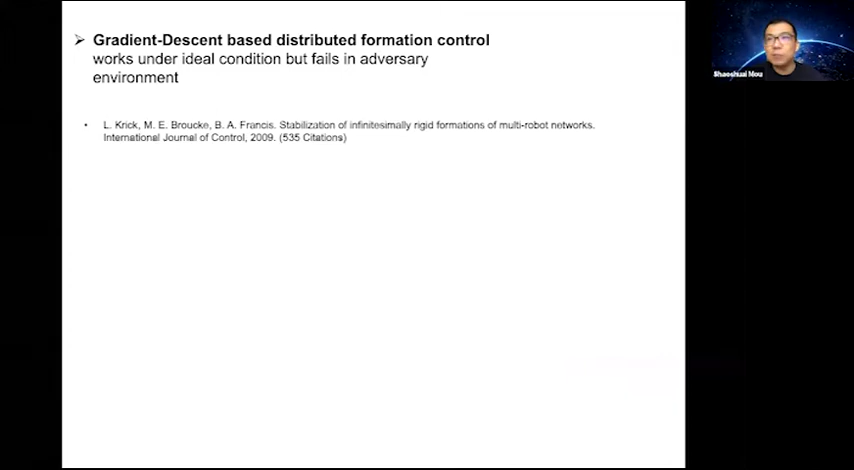 ➢ Gradient-Descent based distributed formation control
works under ideal condition but fails in adversary
environment
• L. Krick, M. E. Broucke, B. A. Francis. Stabilization of infinitesimally rigid formations of multi-robot networks.
International Journal of Control, 2009. (535 Citations)
Shaoshuai Mou